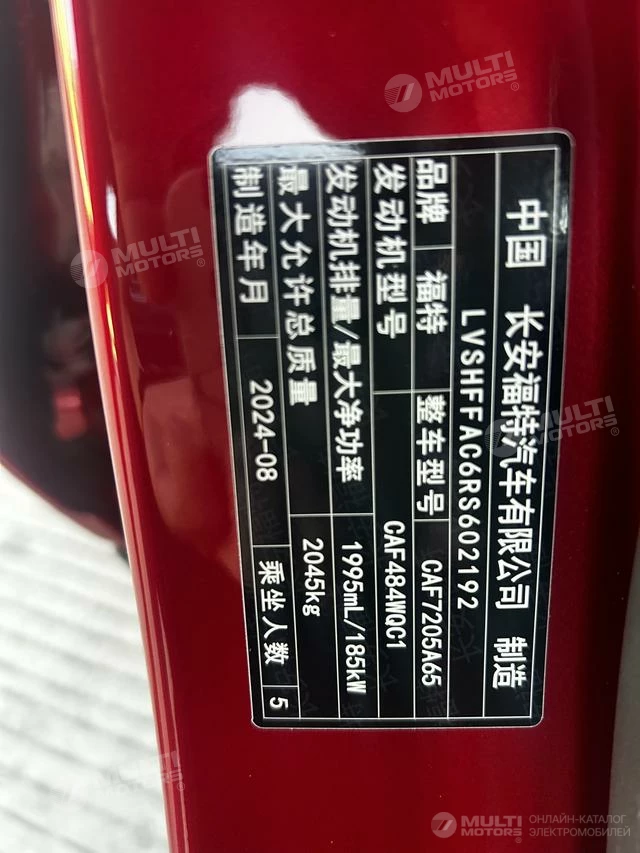 中国 长安福特汽车有限公司 制造
LVSHFFAC6RS602192
品牌 福特 整车型号 CAF7205A65
发动机型号 CAF484WQC1
发动机排量/最大净功率 1995mL/185kW
最大允许总质量 2045kg
制造年月 2024-08 乘坐人数 5
MULTI
MOTORS®
MULTI
MOTORS®
MULTI
MOTORS®
MULTI
MOTORS®
MULTI
MOTORS®
ОНЛАЙН-КАТАЛОГ
ЭЛЕКТРОМОБИЛЕЙ